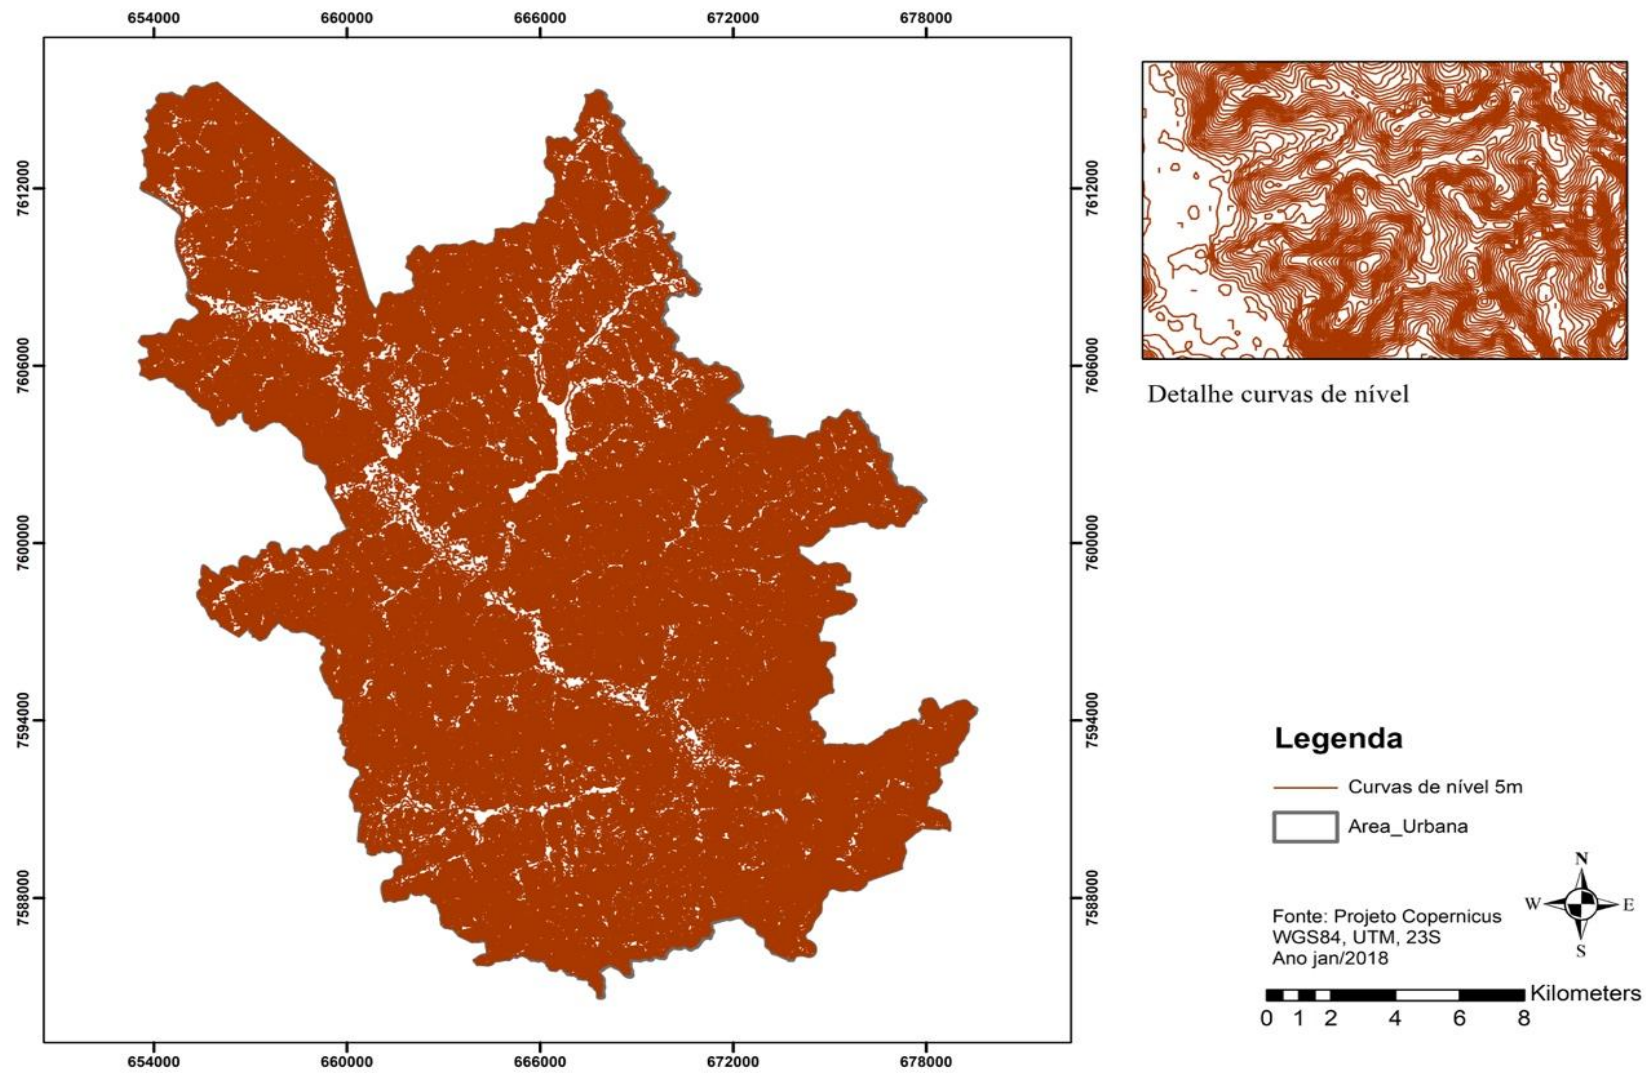 654000 660000 666000 672000 678000
7612000 7612000
7606000 7606000
7600000 7600000
7594000 7594000
7588000 7588000
654000 660000 666000 672000 678000
Detalhe curvas de nível
Legenda
Curvas de nível 5m
Area_Urbana
Fonte: Projeto Copernicus
WGS84, UTM, 23S
Ano jan/2018
N
W E
S
Kilometers
0 1 2 4 6 8